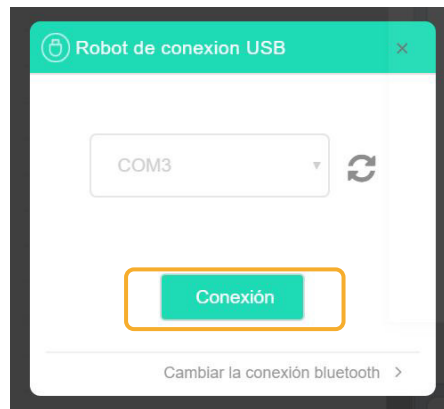 Robot de conexion USB
COM3
Conexión
Cambiar la conexión bluetooth